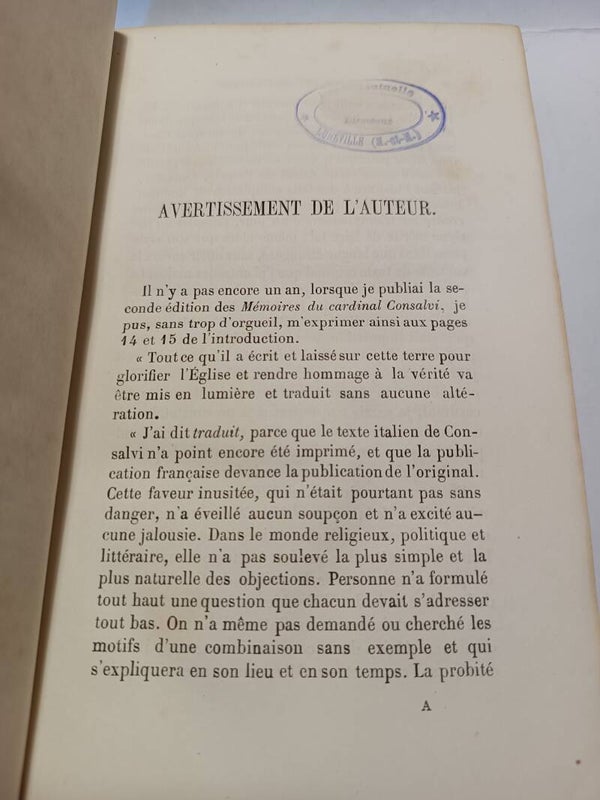 LUNÉVILLE (M.-et-M.)
AVERTISSEMENT DE L'AUTEUR.
Il n'y a pas encore un an, lorsque je publiai la se-
conde édition des Mémoires du cardinal Consalvi, je
pus, sans trop d'orgueil, m'exprimer ainsi aux pages
14 et 15 de l'introduction.
« Tout ce qu'il a écrit et laissé sur cette terre pour
glorifier l'Église et rendre hommage à la vérité va
être mis en lumière et traduit sans aucune alté-
ration.
« J'ai dit traduit, parce que le texte italien de Con-
salvi n'a point encore été imprimé, et que la publi-
cation française devance la publication de l'original.
Cette faveur inusitée, qui n'était pourtant pas sans
danger, n'a éveillé aucun soupçon et n'a excité au-
cune jalousie. Dans le monde religieux, politique et
littéraire, elle n'a pas soulevé la plus simple et la
plus naturelle des objections. Personne n'a formulé
tout haut une question que chacun devait s'adresser
tout bas. On n'a même pas demandé ou cherché les
motifs d'une combinaison sans exemple et qui
s'expliquera en son lieu et en son temps. La probité
A